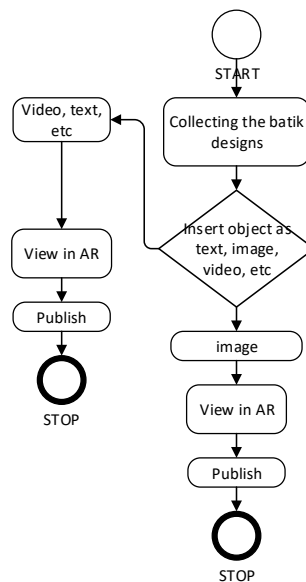 START
Collecting the batik
designs
Insert object as
text, image,
video, etc
Video, text,
etc
View in AR
Publish
STOP
image
View in AR
Publish
STOP